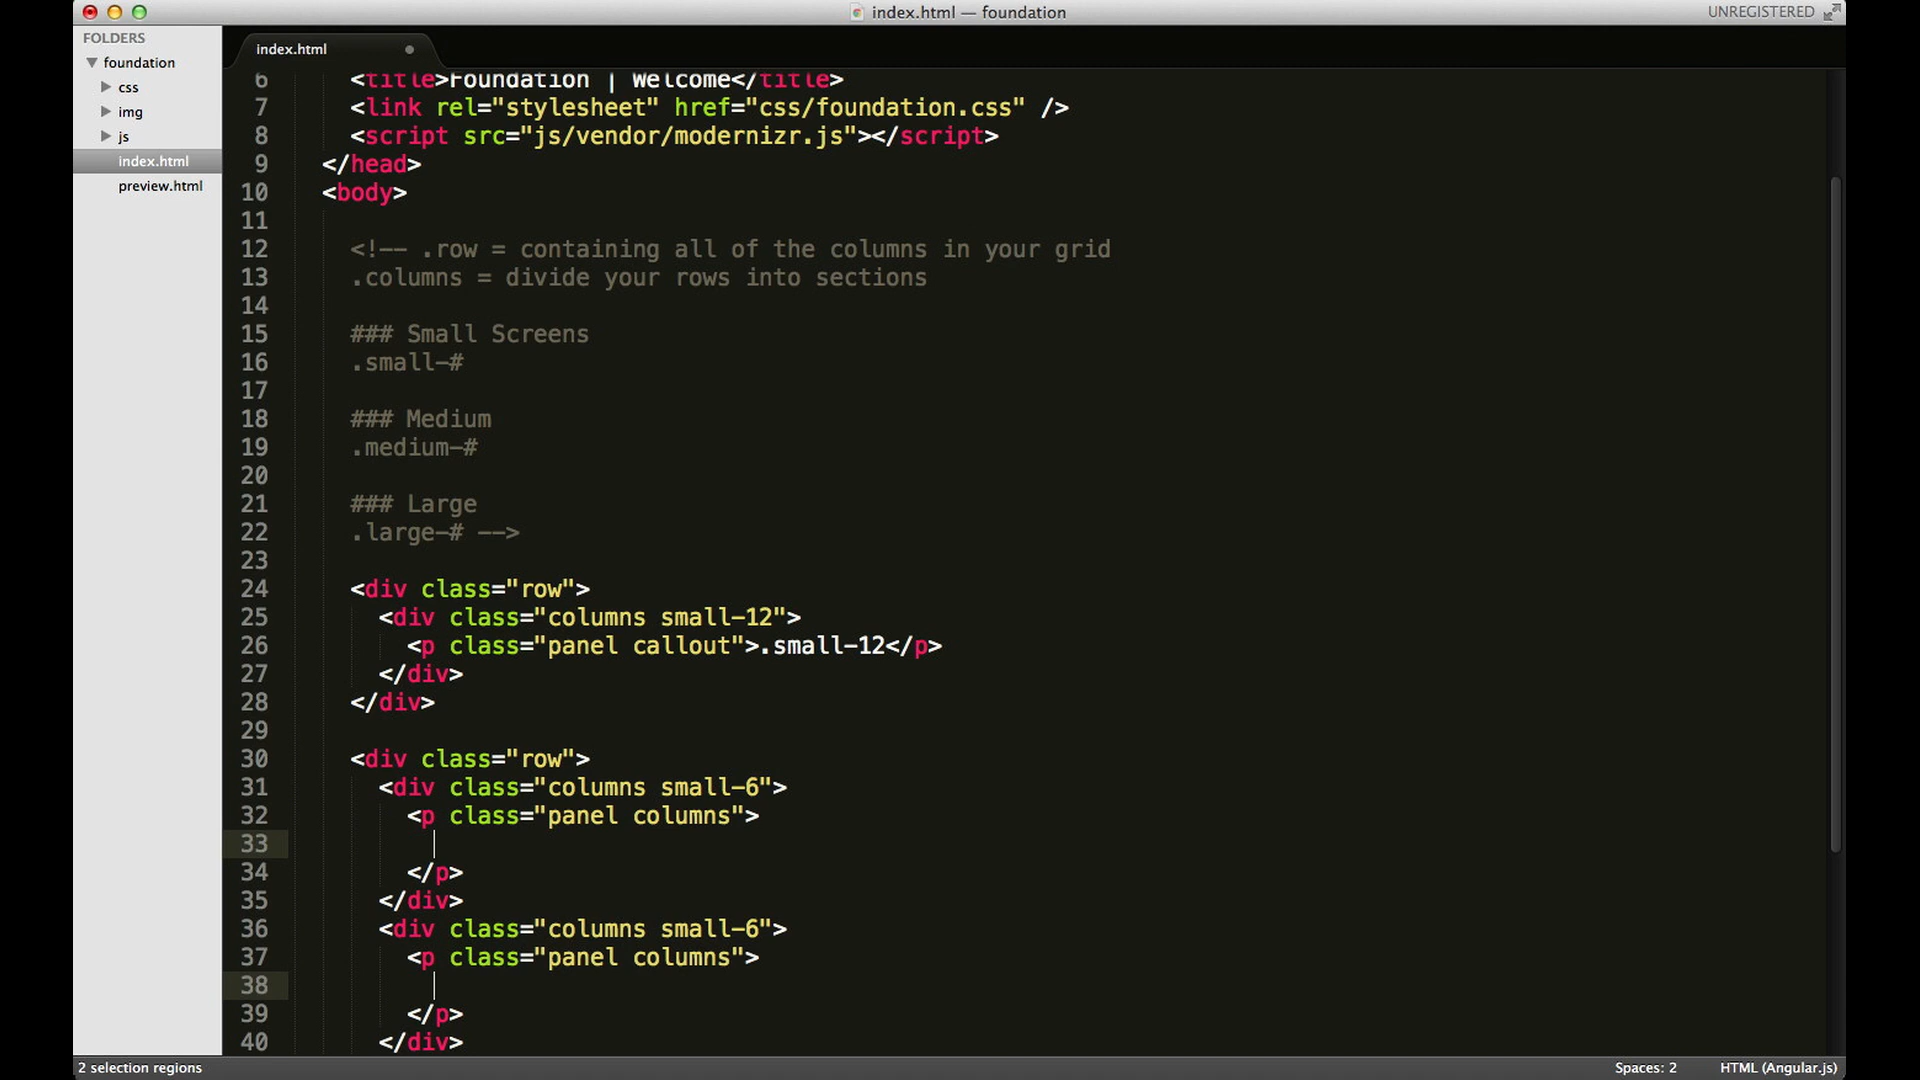 index.html — foundation
UNREGISTERED
FOLDERS
foundation
css
img
js
index.html
preview.html
index.html
6 <title>Foundation | Welcome</title>
7 <link rel="stylesheet" href="css/foundation.css" />
8 <script src="js/vendor/modernizr.js"></script>
9 </head>
10 <body>
11
12 <!-- .row = containing all of the columns in your grid
13 .columns = divide your rows into sections
14
15 ### Small Screens
16 .small-#
17
18 ### Medium
19 .medium-#
20
21 ### Large
22 .large-# -->
23
24 <div class="row">
25 <div class="columns small-12">
26 <p class="panel callout">.small-12</p>
27 </div>
28 </div>
29
30 <div class="row">
31 <div class="columns small-6">
32 <p class="panel columns">
33
34 </p>
35 </div>
36 <div class="columns small-6">
37 <p class="panel columns">
38
39 </p>
40 </div>
2 selection regions
Spaces: 2
HTML (Angular.js)